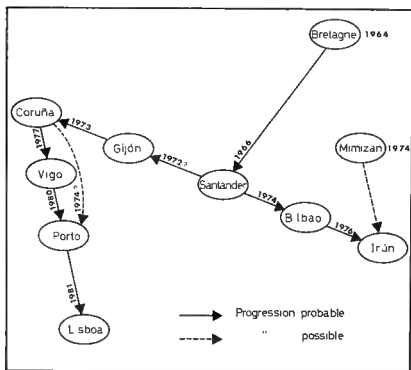 Bretagne 1964
1966
Coruña
1973
Mimizan 1974
1977
Gijón
1972?
Vigo
1974?
Santander
1974
1980
Bilbao
1976
Porto
Irún
1981
Progression probable
" possible
Lisboa